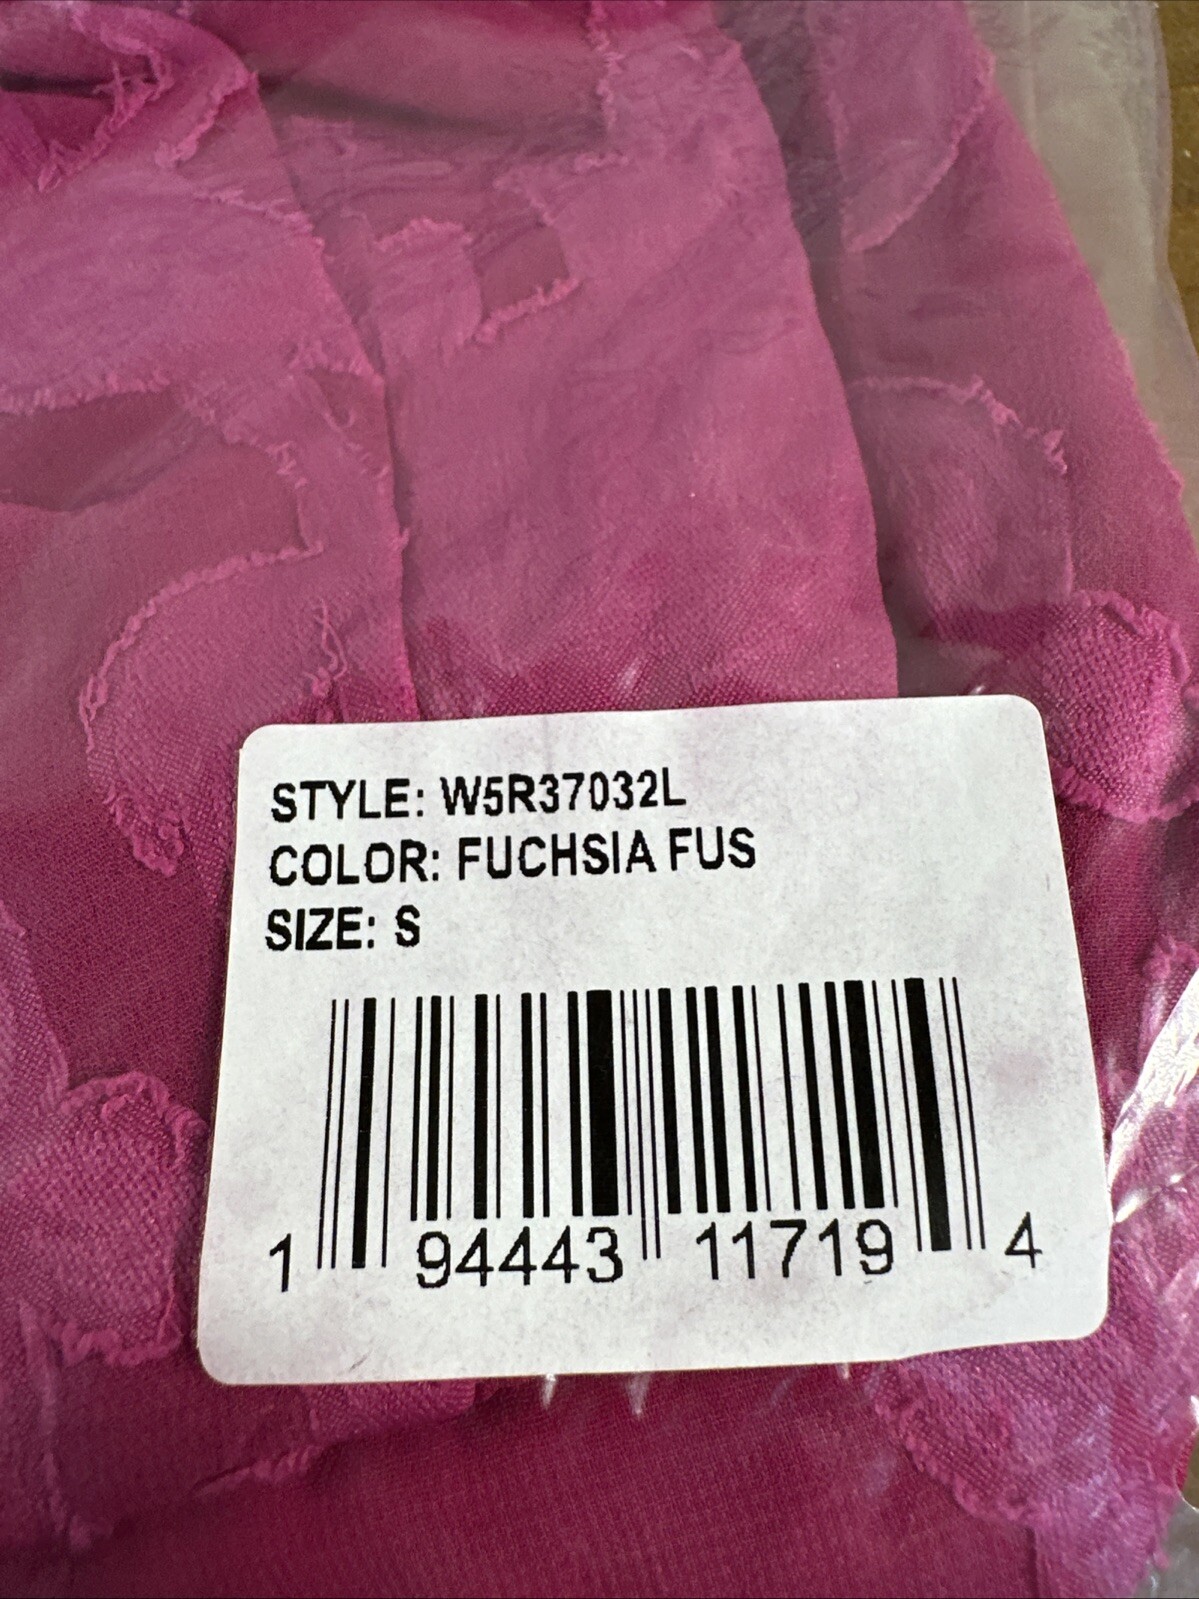 STYLE: W5R37032L
COLOR: FUCHSIA FUS
SIZE: S
1 94443 11719 4